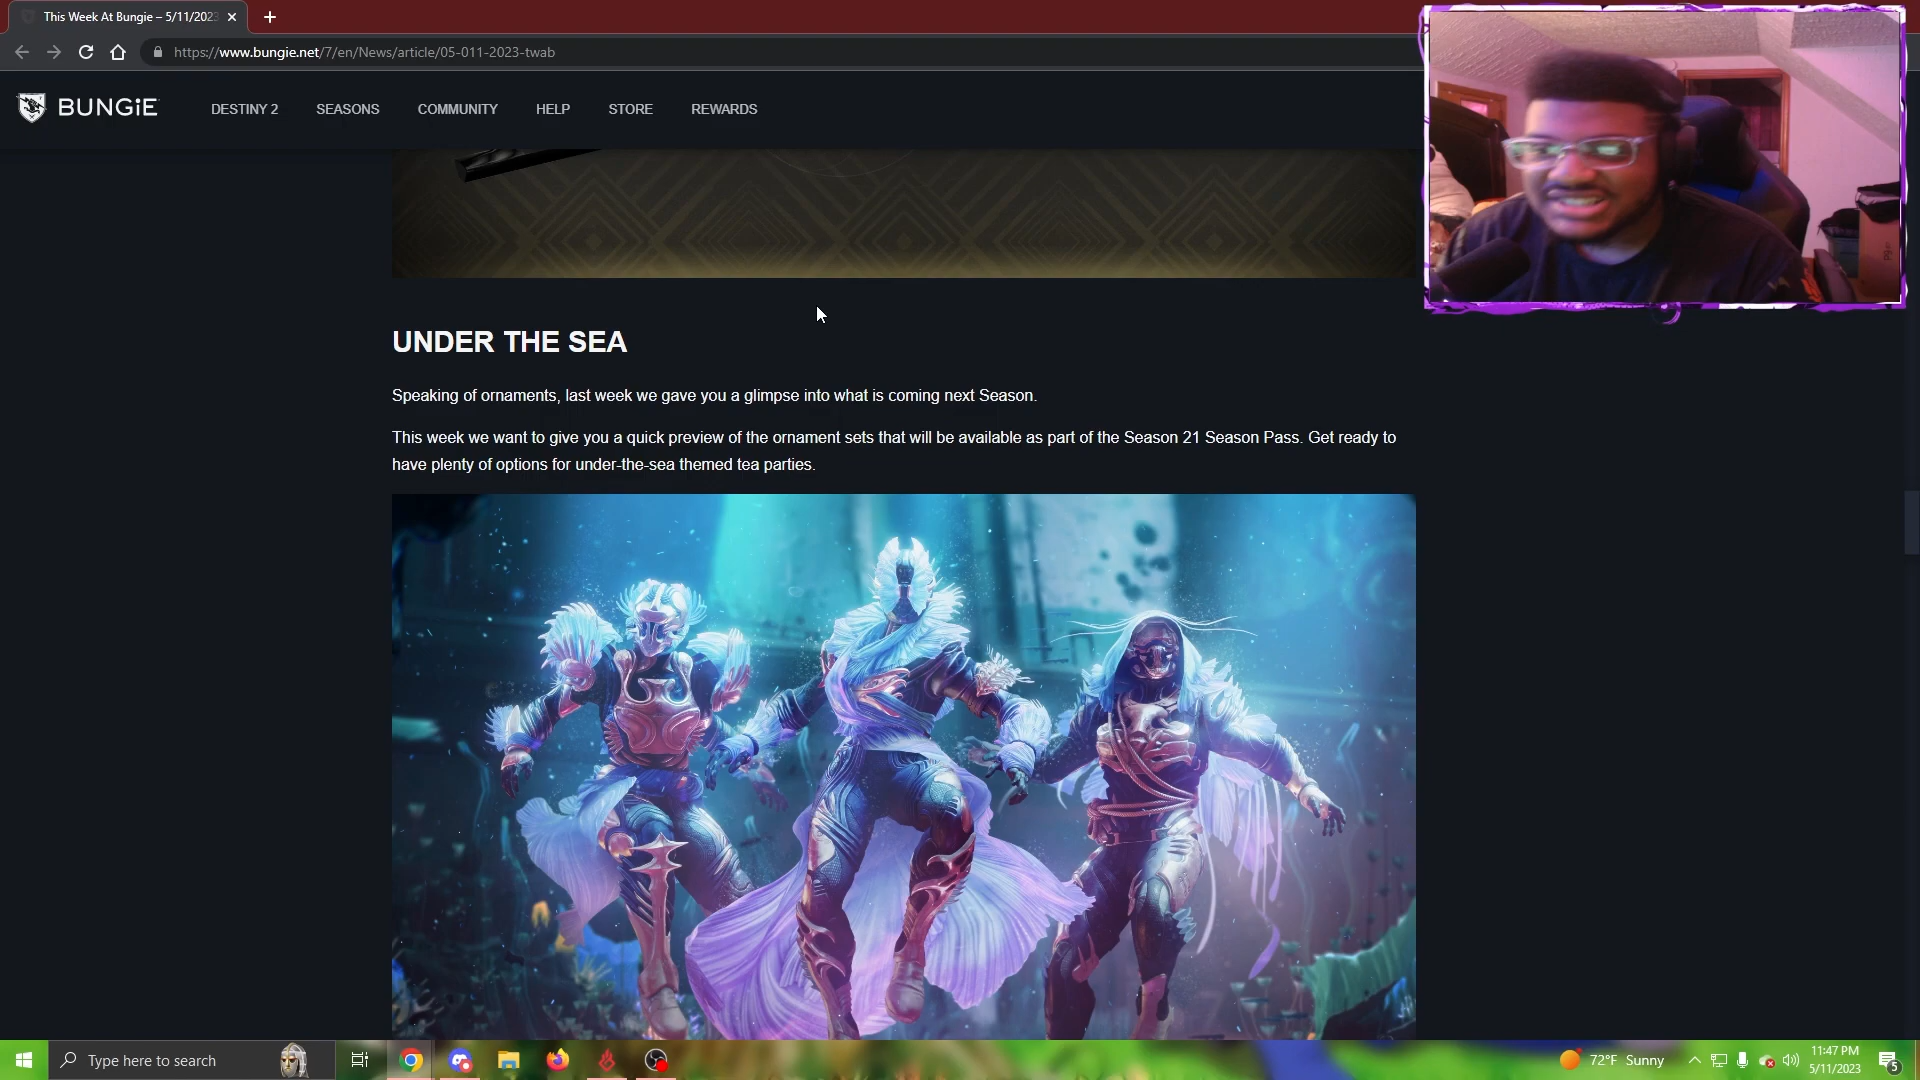 This Week At Bungie – 5/11/2023
https://www.bungie.net/7/en/News/article/05-011-2023-twab
BUNGiE
DESTINY 2 SEASONS COMMUNITY HELP STORE REWARDS
UNDER THE SEA
Speaking of ornaments, last week we gave you a glimpse into what is coming next Season.
This week we want to give you a quick preview of the ornament sets that will be available as part of the Season 21 Season Pass. Get ready to
have plenty of options for under-the-sea themed tea parties.
Type here to search
72°F Sunny
11:47 PM
5/11/2023
5